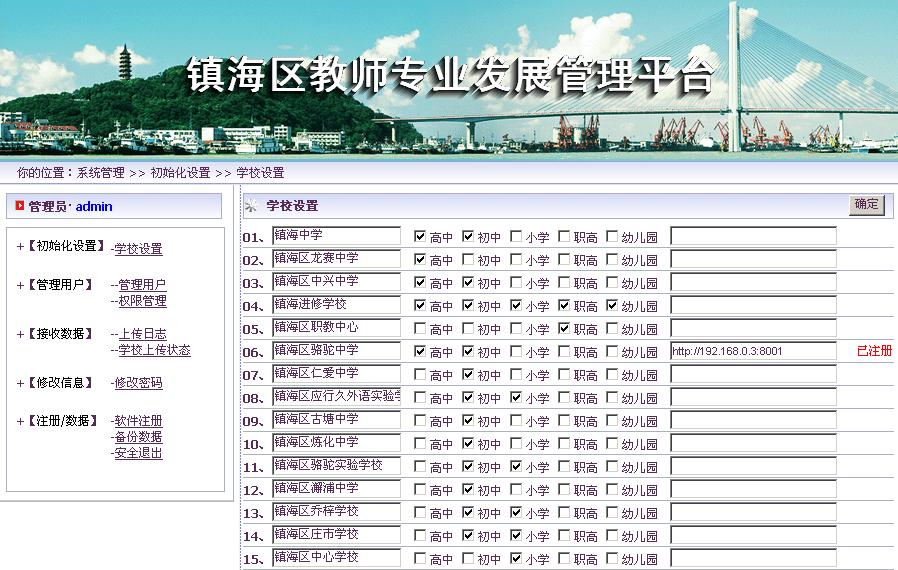 镇海区教师专业发展管理平台
你的位置：系统管理 >> 初始化设置 >> 学校设置
管理员· admin
+【初始化设置】 -学校设置
+【管理用户】 --管理用户
--权限管理
+【接收数据】 --上传日志
--学校上传状态
+【修改信息】 -修改密码
+【注册/数据】 -软件注册
-备份数据
-安全退出
学校设置 确定
01、 镇海中学 高中 初中 小学 职高 幼儿园
02、 镇海区龙赛中学 高中 初中 小学 职高 幼儿园
03、 镇海区中兴中学 高中 初中 小学 职高 幼儿园
04、 镇海进修学校 高中 初中 小学 职高 幼儿园
05、 镇海区职教中心 高中 初中 小学 职高 幼儿园
06、 镇海区骆驼中学 高中 初中 小学 职高 幼儿园 http://192.168.0.3:8001 已注册
07、 镇海区仁爱中学 高中 初中 小学 职高 幼儿园
08、 镇海区应行久外语实验学 高中 初中 小学 职高 幼儿园
09、 镇海区古塘中学 高中 初中 小学 职高 幼儿园
10、 镇海区炼化中学 高中 初中 小学 职高 幼儿园
11、 镇海区骆驼实验学校 高中 初中 小学 职高 幼儿园
12、 镇海区澥浦中学 高中 初中 小学 职高 幼儿园
13、 镇海区乔梓学校 高中 初中 小学 职高 幼儿园
14、 镇海区庄市学校 高中 初中 小学 职高 幼儿园
15、 镇海区中心学校 高中 初中 小学 职高 幼儿园